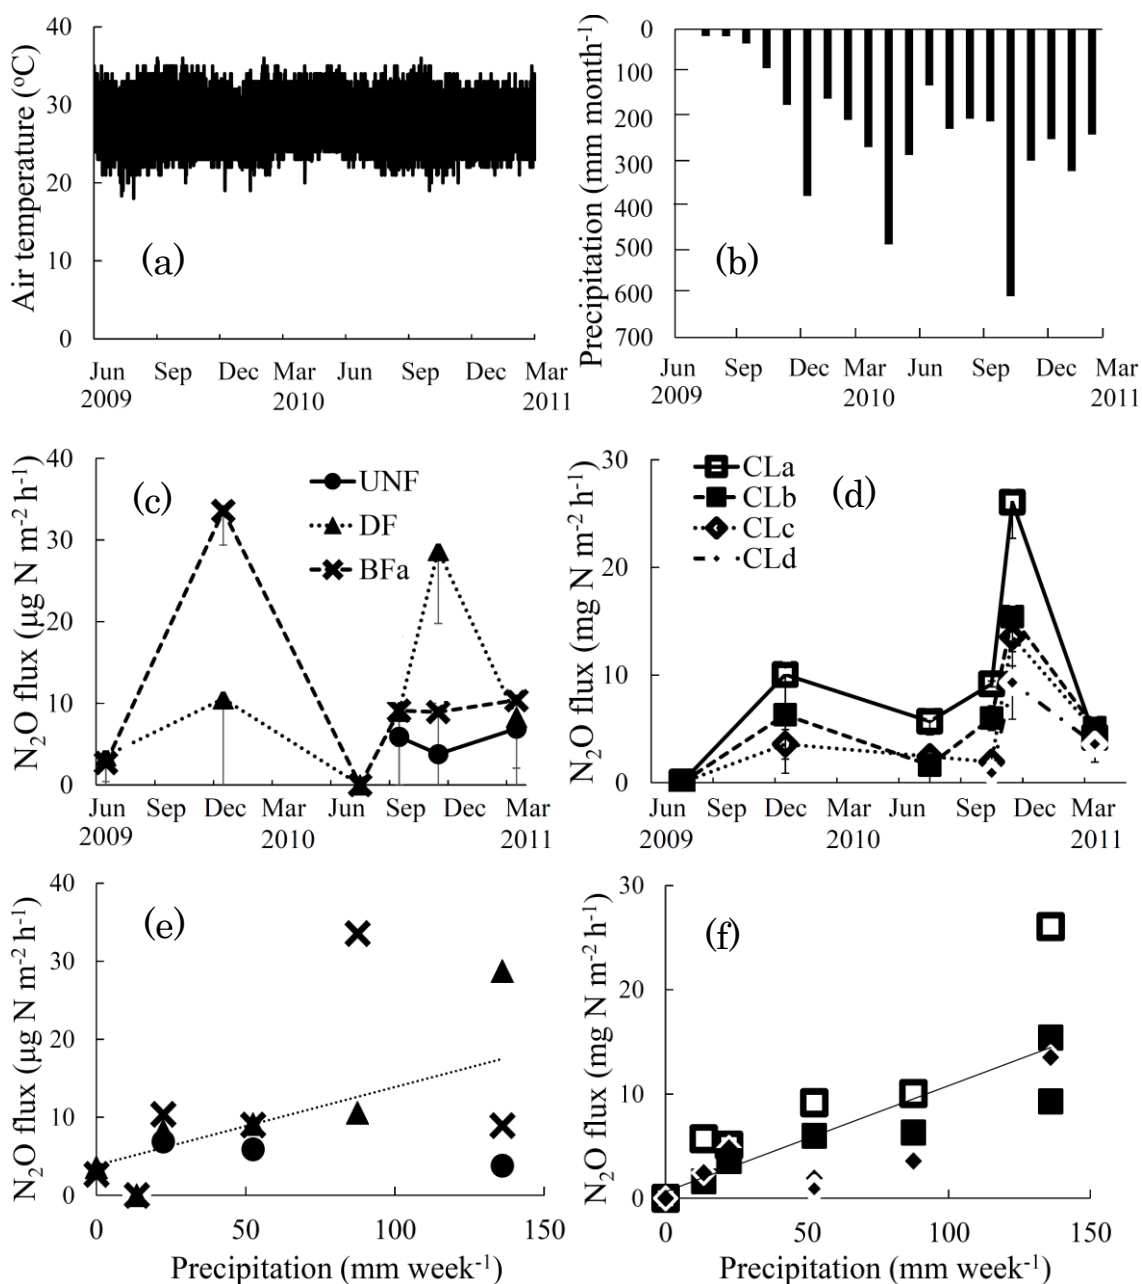 40
30
20
10
0
Air temperature (°C)
(a)
Jun Sep Dec Mar Jun Sep Dec Mar
2009 2010 2011
0
100
200
300
400
500
600
700
Precipitation (mm month-1)
(b)
Jun Sep Dec Mar Jun Sep Dec Mar
2009 2010 2011
40
30
20
10
0
N2O flux (µg N m-2 h-1)
(c)
UNF
DF
BFa
Jun Sep Dec Mar Jun Sep Dec Mar
2009 2010 2011
30
20
10
0
N2O flux (mg N m-2 h-1)
CLa
CLb
CLc
CLd
(d)
Jun Sep Dec Mar Jun Sep Dec Mar
2009 2010 2011
40
30
20
10
0
N2O flux (µg N m-2 h-1)
(e)
0 50 100 150
Precipitation (mm week-1)
30
20
10
0
N2O flux (mg N m-2 h-1)
(f)
0 50 100 150
Precipitation (mm week-1)